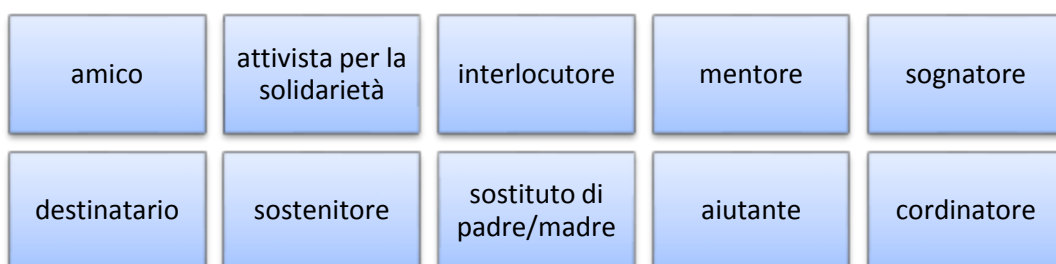 amico
attivista per la
solidarietà
interlocutore
mentore
sognatore
destinatario
sostenitore
sostituto di
padre/madre
aiutante
cordinatore